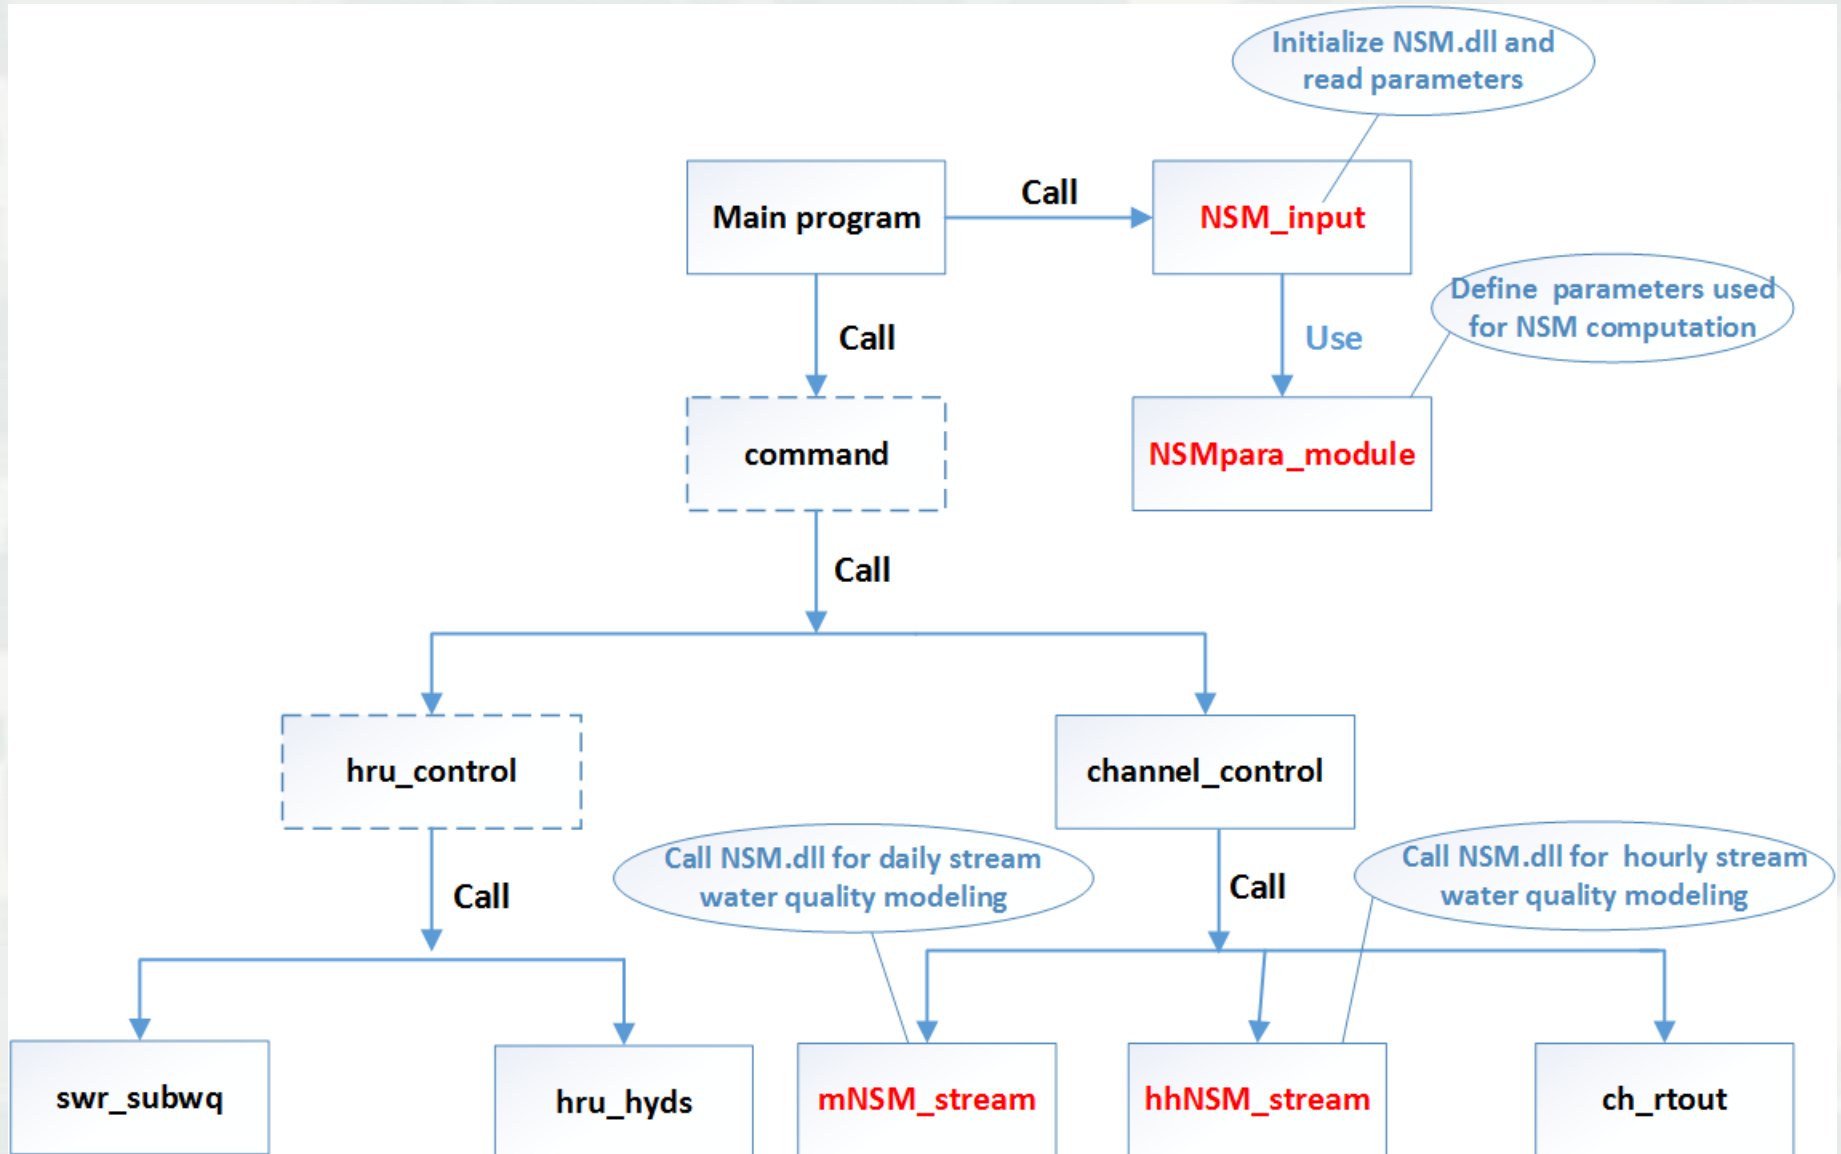 Initialize NSM.dll and
read parameters
Main program
Call
NSM_input
Define parameters used
for NSM computation
Call
Use
command
NSMpara_module
Call
hru_control
channel_control
Call NSM.dll for daily stream
water quality modeling
Call NSM.dll for hourly stream
water quality modeling
Call
Call
swr_subwq
hru_hyds
mNSM_stream
hhNSM_stream
ch_rtout